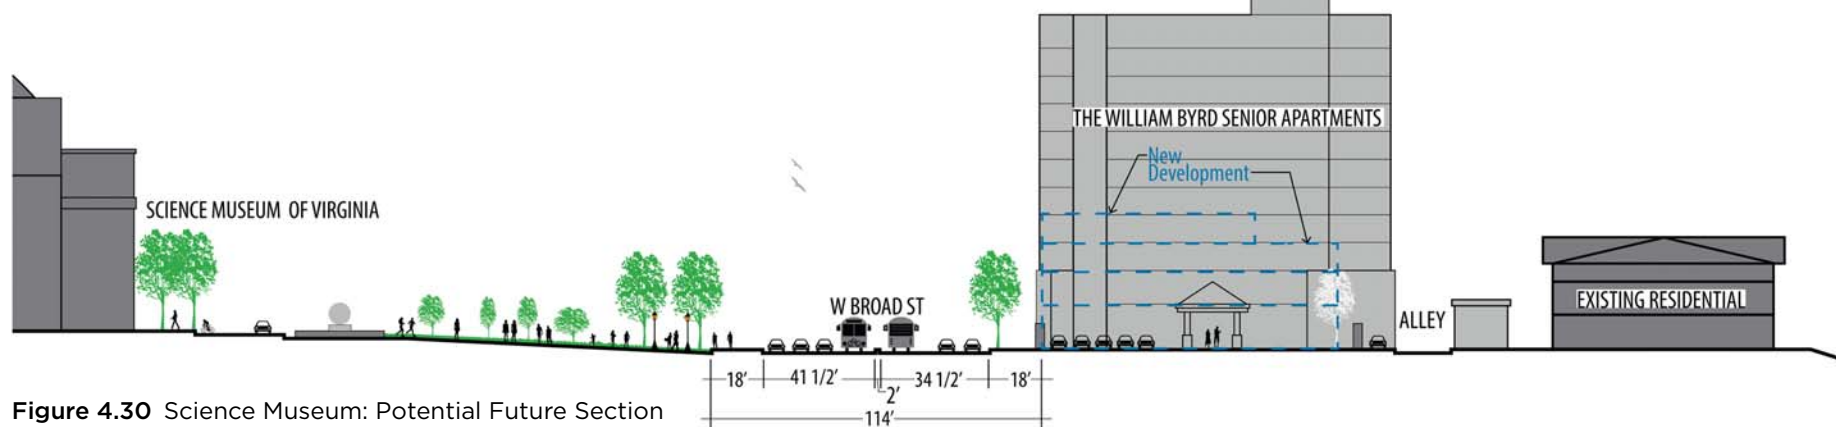 THE WILLIAM BYRD SENIOR APARTMENTS
New
Development
SCIENCE MUSEUM OF VIRGINIA
W BROAD ST
ALLEY
EXISTING RESIDENTIAL
18'
41 1/2'
2'
34 1/2'
18'
114'
Figure 4.30 Science Museum: Potential Future Section